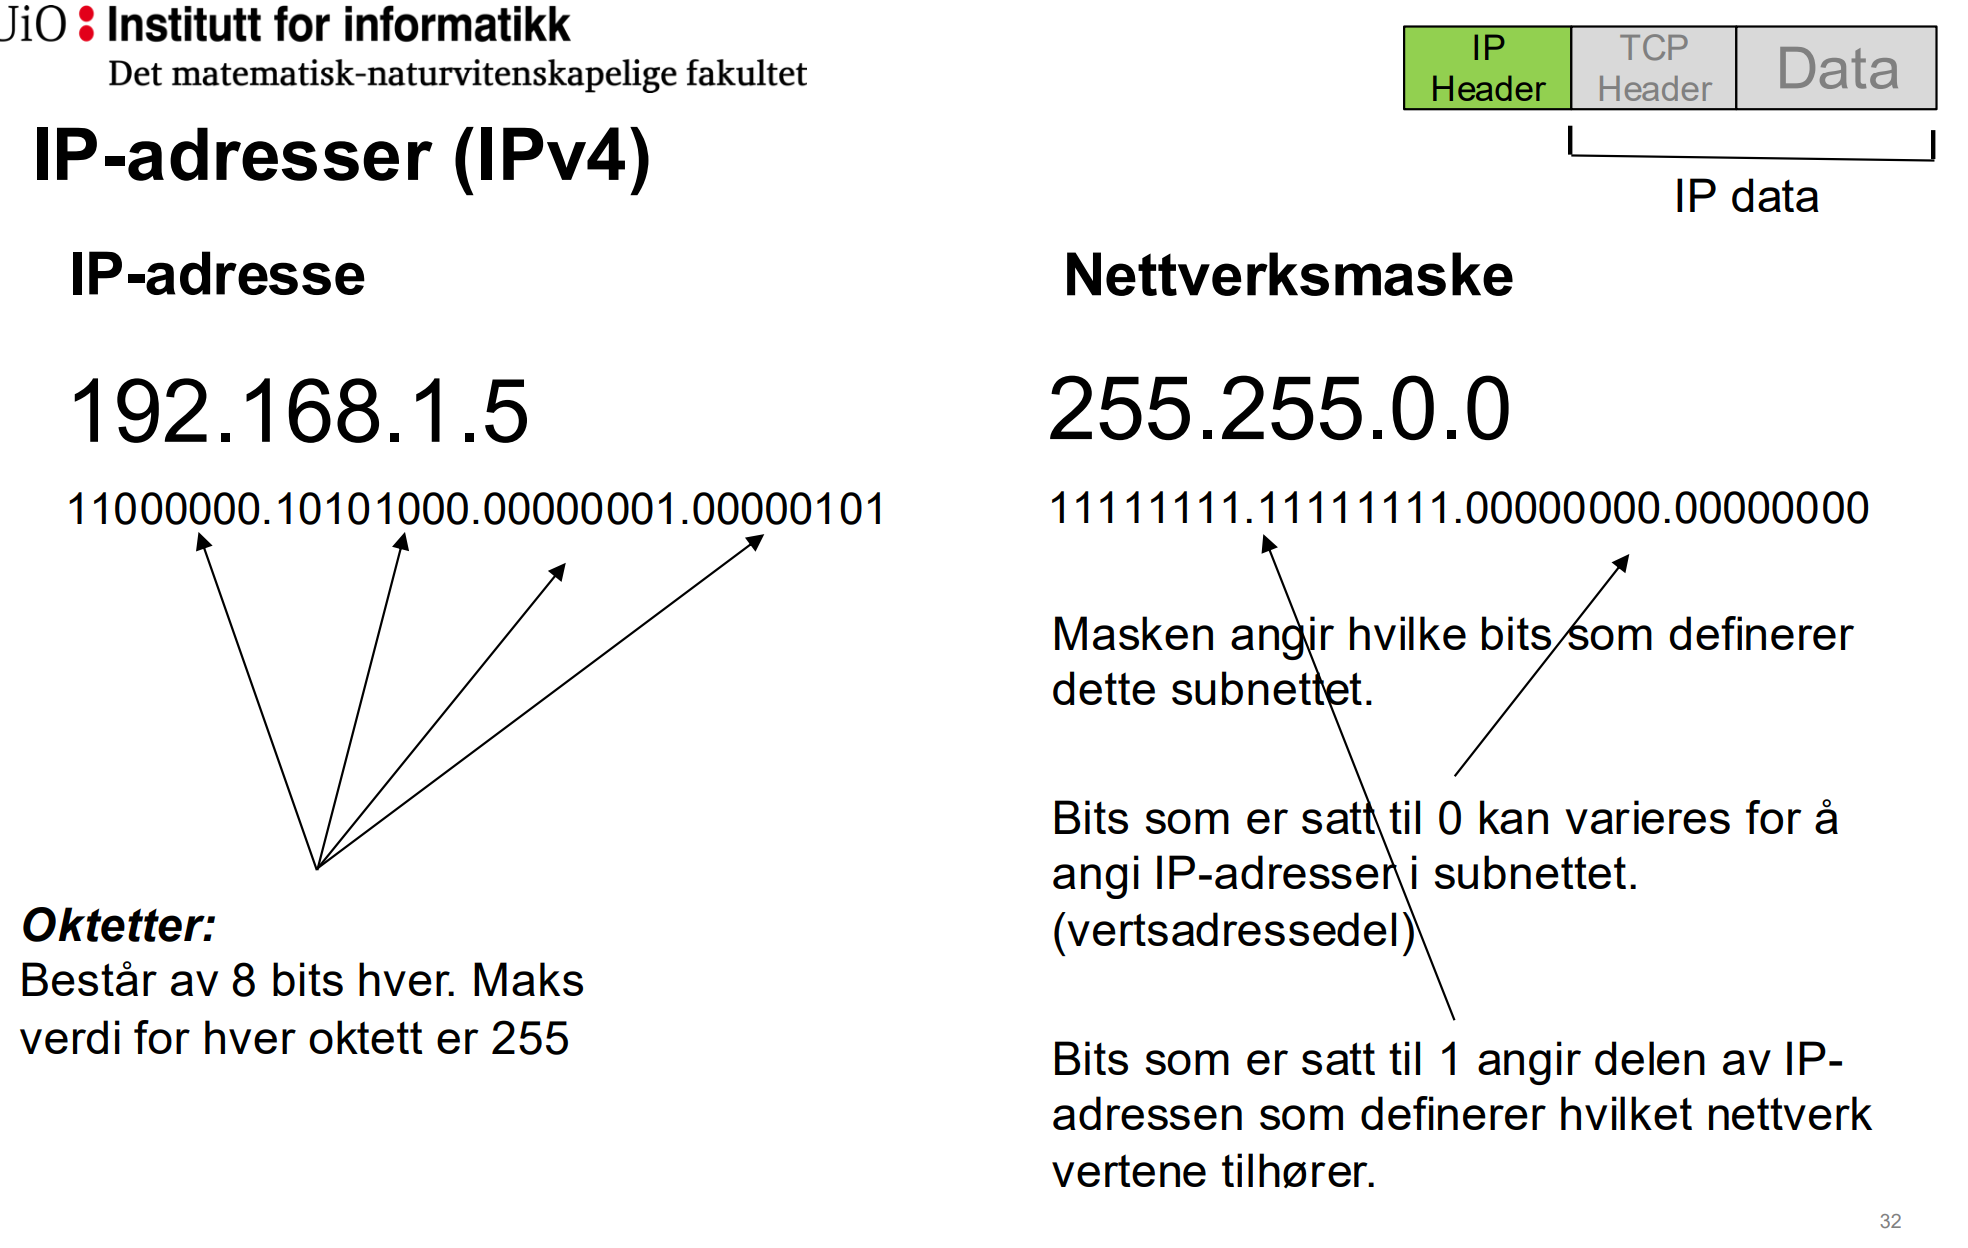 UiO Institutt for informatikk
Det matematisk-naturvitenskapelige fakultet
IP
Header
TCP
Header
Data
IP data
IP-adresser (IPv4)
IP-adresse
192.168.1.5
11000000.10101000.00000001.00000101
Oktetter:
Består av 8 bits hver. Maks
verdi for hver oktett er 255
Nettverksmaske
255.255.0.0
11111111.11111111.00000000.00000000
Masken angir hvilke bits som definerer
dette subnettet.
Bits som er satt til 0 kan varieres for å
angi IP-adresser i subnettet.
(vertsadressedel)
Bits som er satt til 1 angir delen av IP-
adressen som definerer hvilket nettverk
vertene tilhører.
32